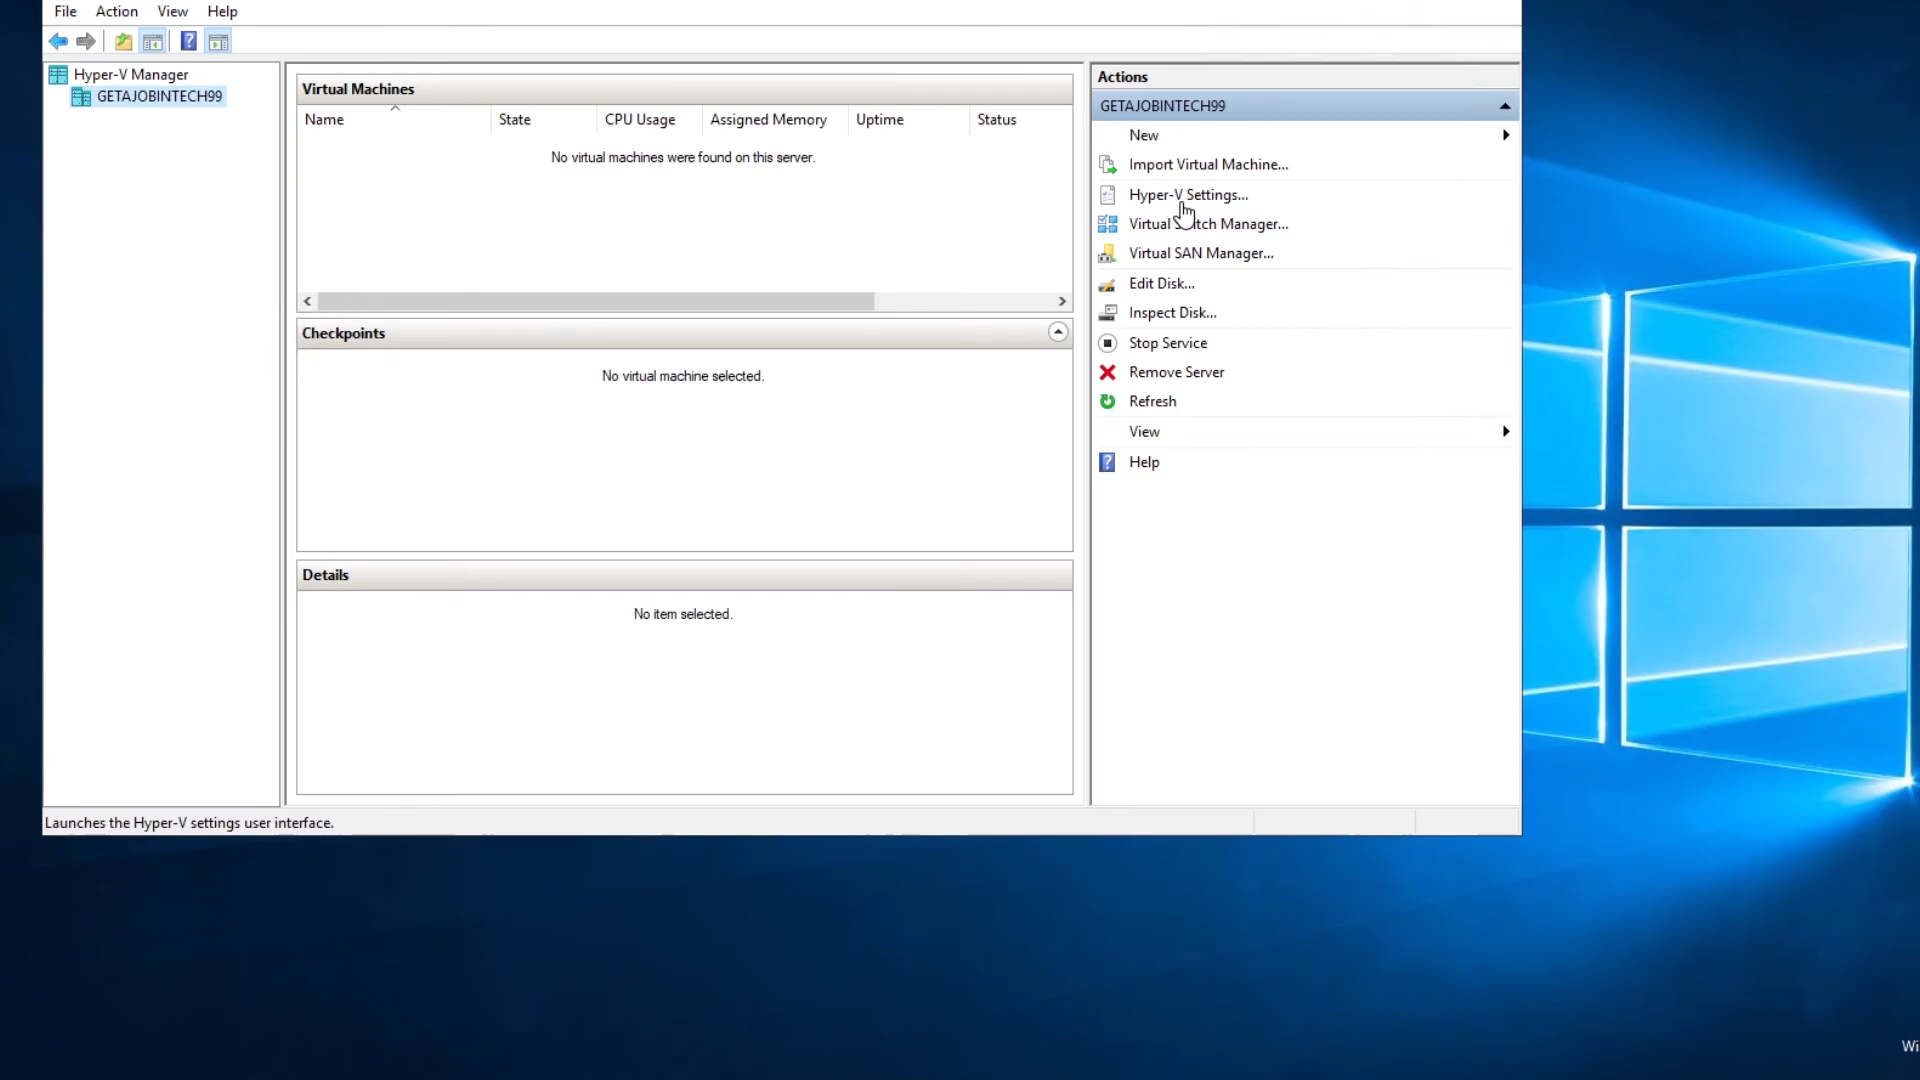 File Action View Help
Hyper-V Manager
GETAJOBINTECH99
Virtual Machines
Name State CPU Usage Assigned Memory Uptime Status
No virtual machines were found on this server.
Checkpoints
No virtual machine selected.
Details
No item selected.
Actions
GETAJOBINTECH99
New
Import Virtual Machine...
Hyper-V Settings...
Virtual Switch Manager...
Virtual SAN Manager...
Edit Disk...
Inspect Disk...
Stop Service
Remove Server
Refresh
View
Help
Launches the Hyper-V settings user interface.
Wi